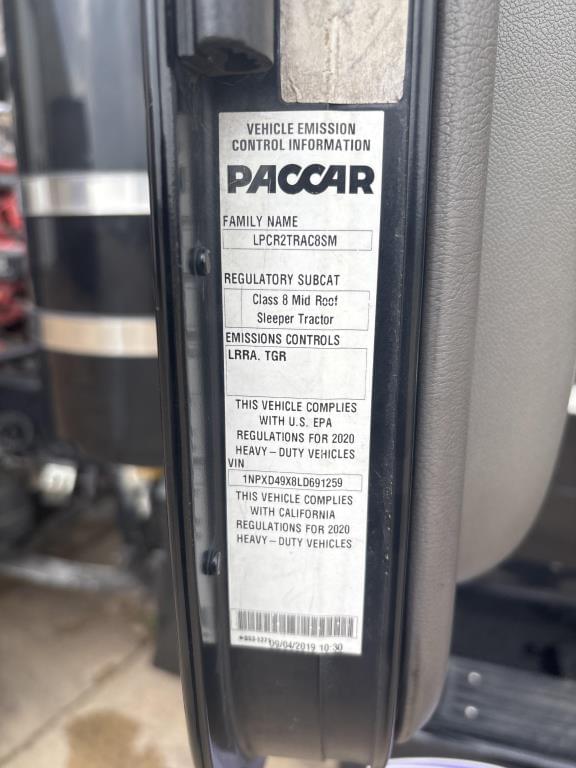 VEHICLE EMISSION
CONTROL INFORMATION
PACCAR
FAMILY NAME
LPCR2TRAC8SM
REGULATORY SUBCAT
Class 8 Mid Roof
Sleeper Tractor
EMISSIONS CONTROLS
LRRA. TGR
THIS VEHICLE COMPLIES
WITH U.S. EPA
REGULATIONS FOR 2020
HEAVY-DUTY VEHICLES
VIN
1NPXD49X8LD691259
THIS VEHICLE COMPLIES
WITH CALIFORNIA
REGULATIONS FOR 2020
HEAVY-DUTY VEHICLES
09/04/2019 10:30